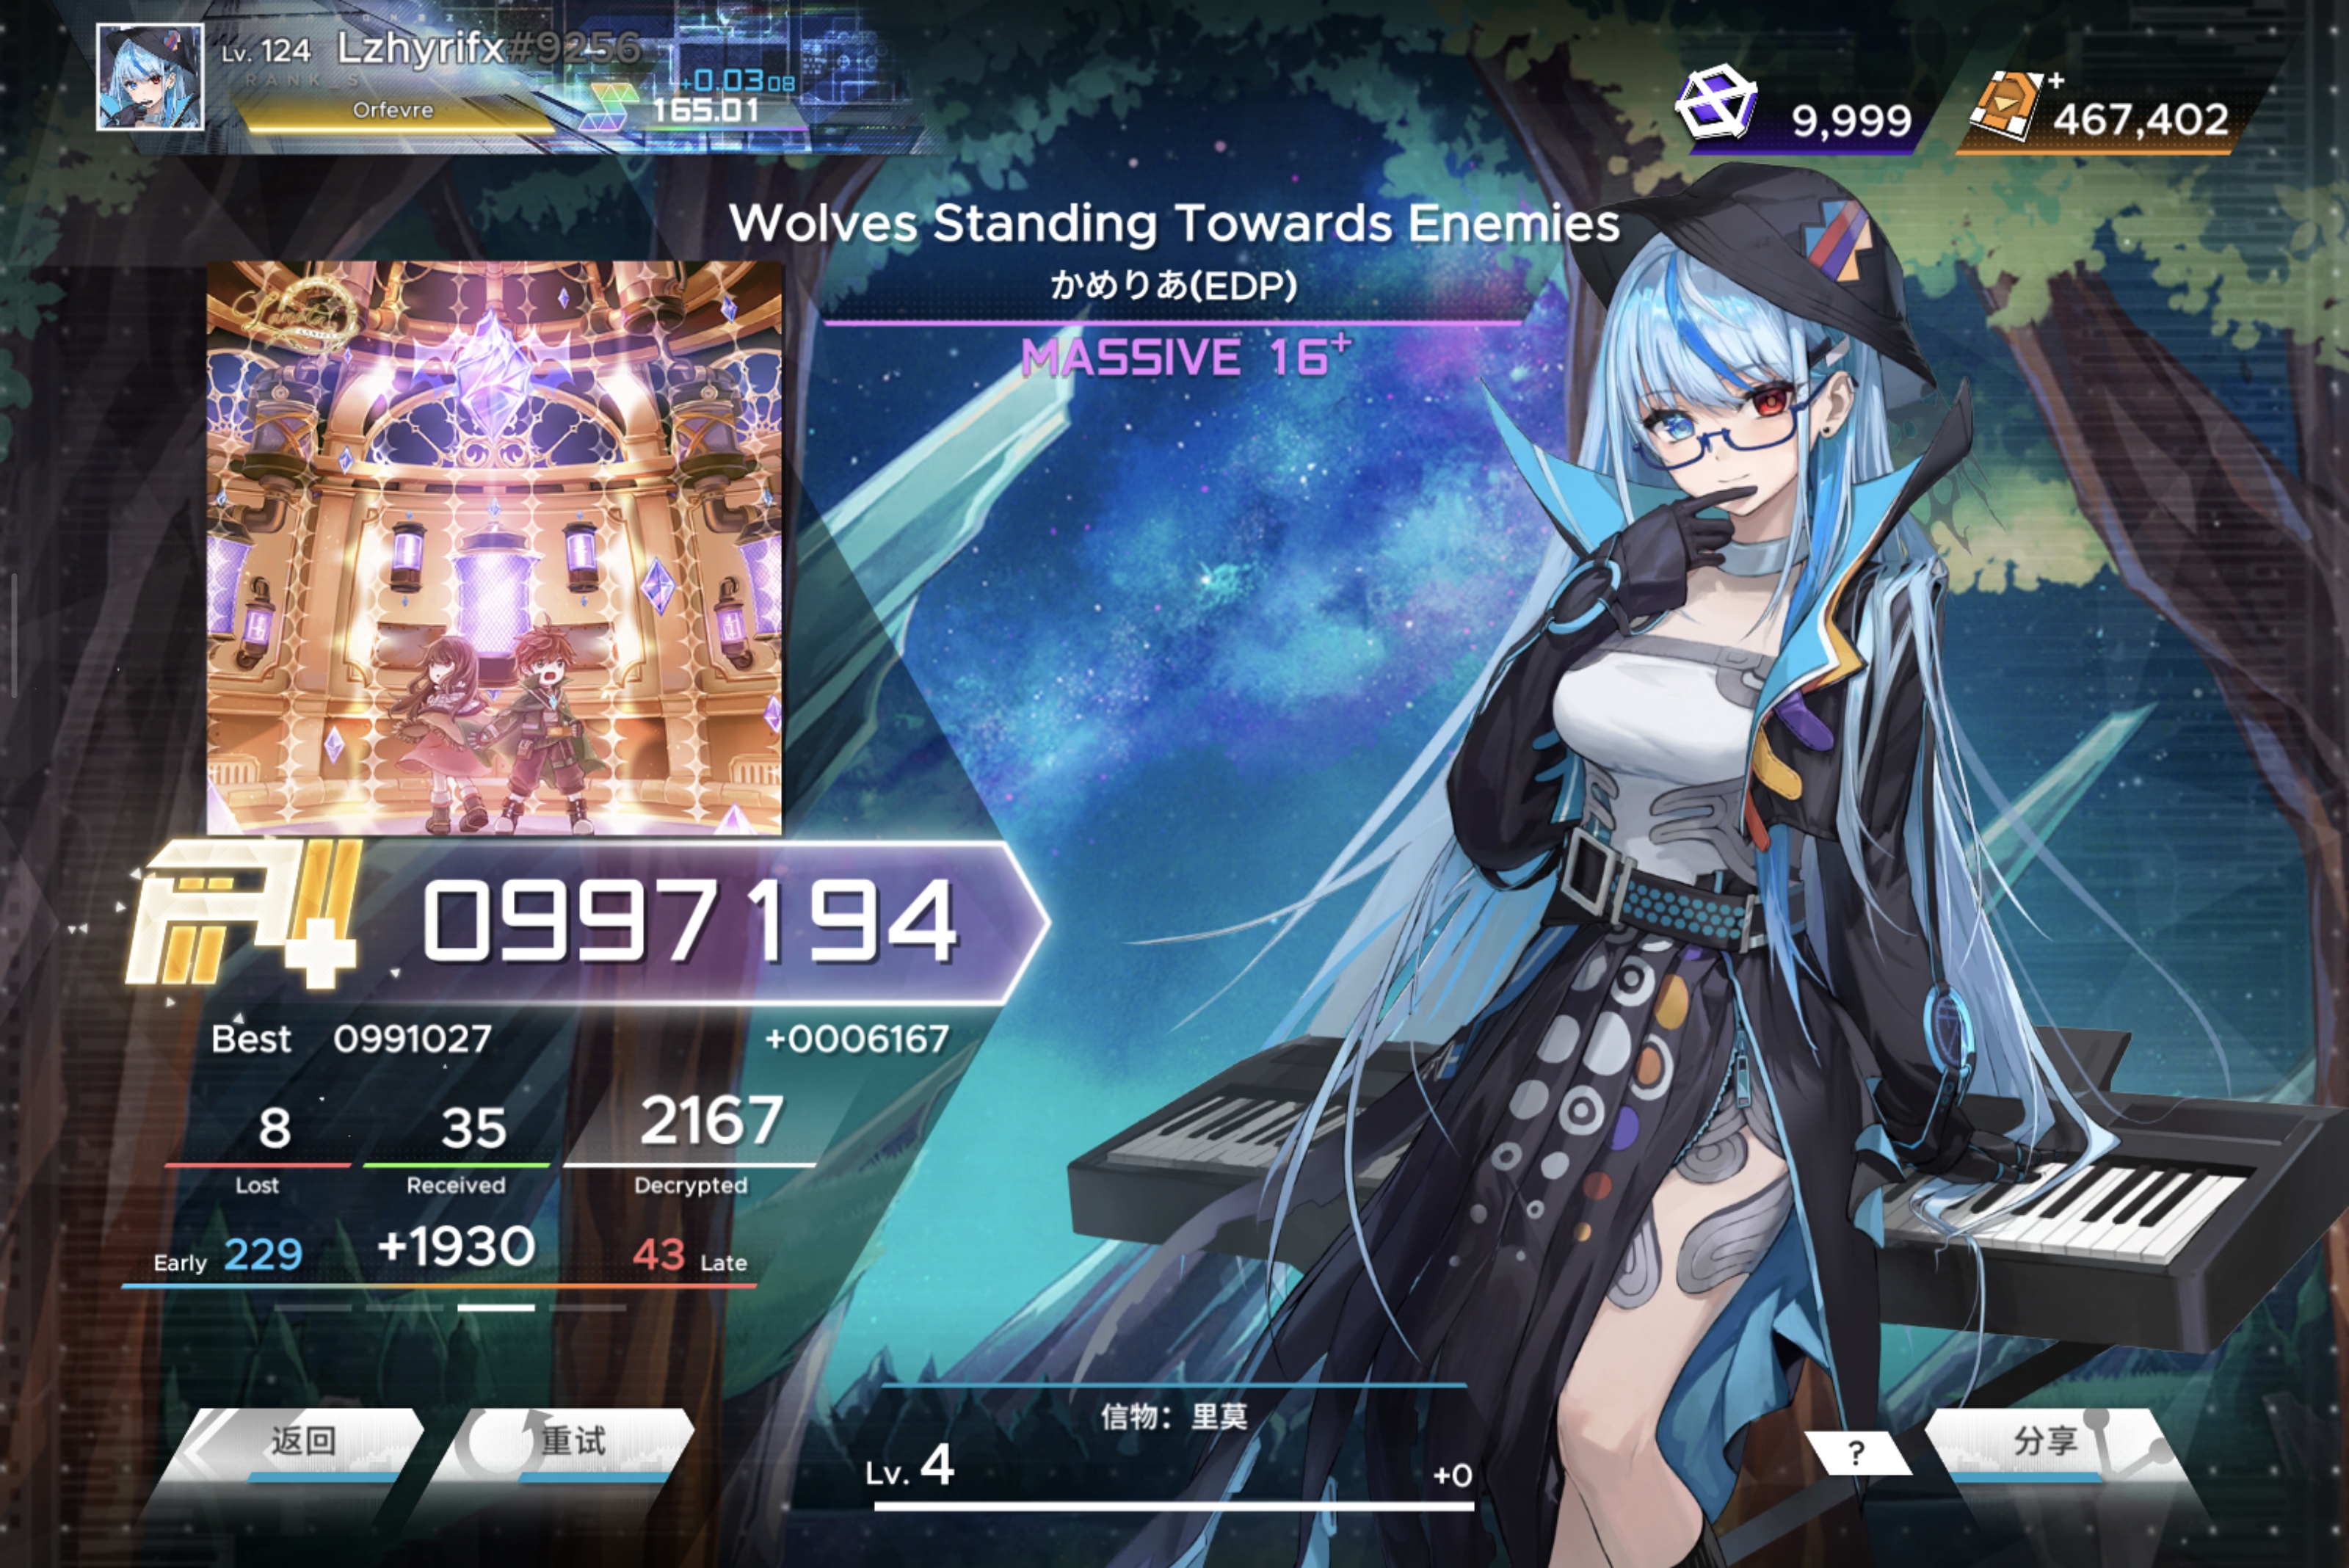 Lv. 124 Lzhyrifx#9256
RANK_S
Orfevre
+0.0308
165.01
9,999
+
467,402
Wolves Standing Towards Enemies
かめりあ(EDP)
MASSIVE 16+
0997194
Best 0991027 +0006167
8 35 2167
Lost Received Decrypted
Early 229 +1930 43 Late
信物：里莫
Lv. 4 +0
返回
重试
?
分享